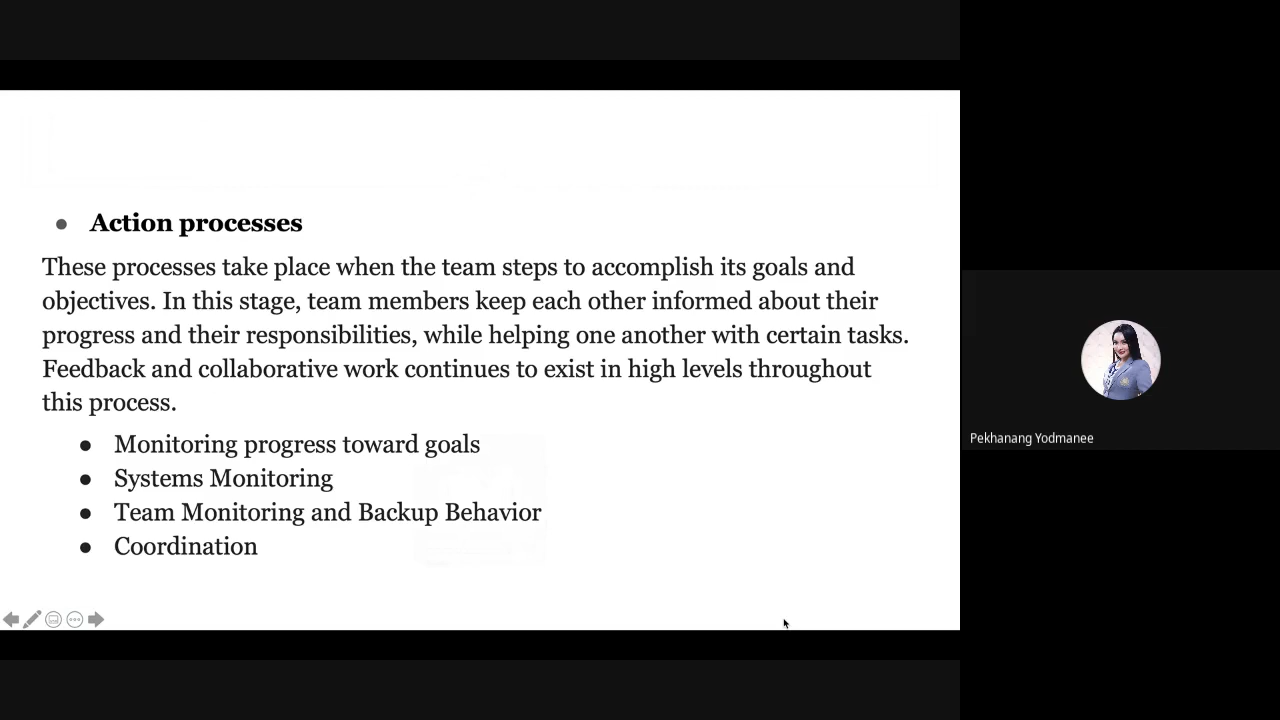 Action processes
These processes take place when the team steps to accomplish its goals and
objectives. In this stage, team members keep each other informed about their
progress and their responsibilities, while helping one another with certain tasks.
Feedback and collaborative work continues to exist in high levels throughout
this process.
Monitoring progress toward goals
Systems Monitoring
Team Monitoring and Backup Behavior
Coordination
Pekhanang Yodmanee